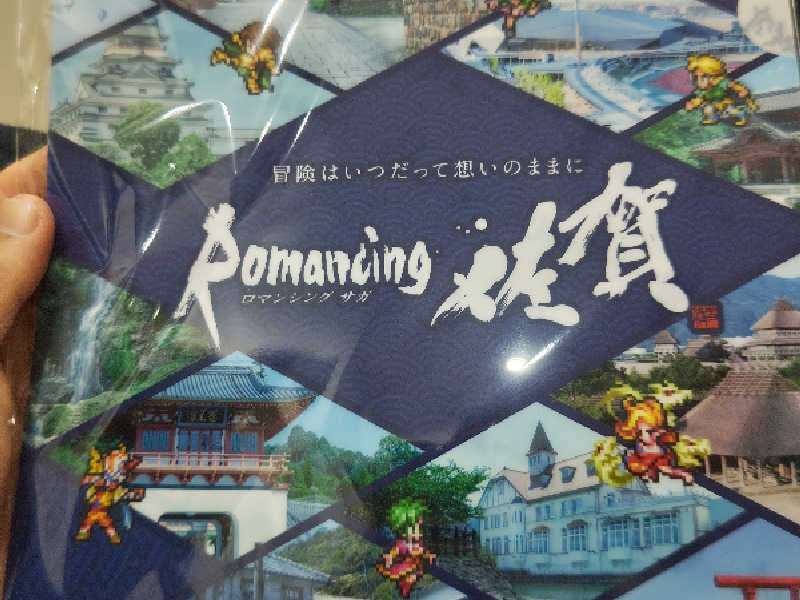 冒険はいつだって想いのままに
Romancing 佐賀
ロマンシング サガ